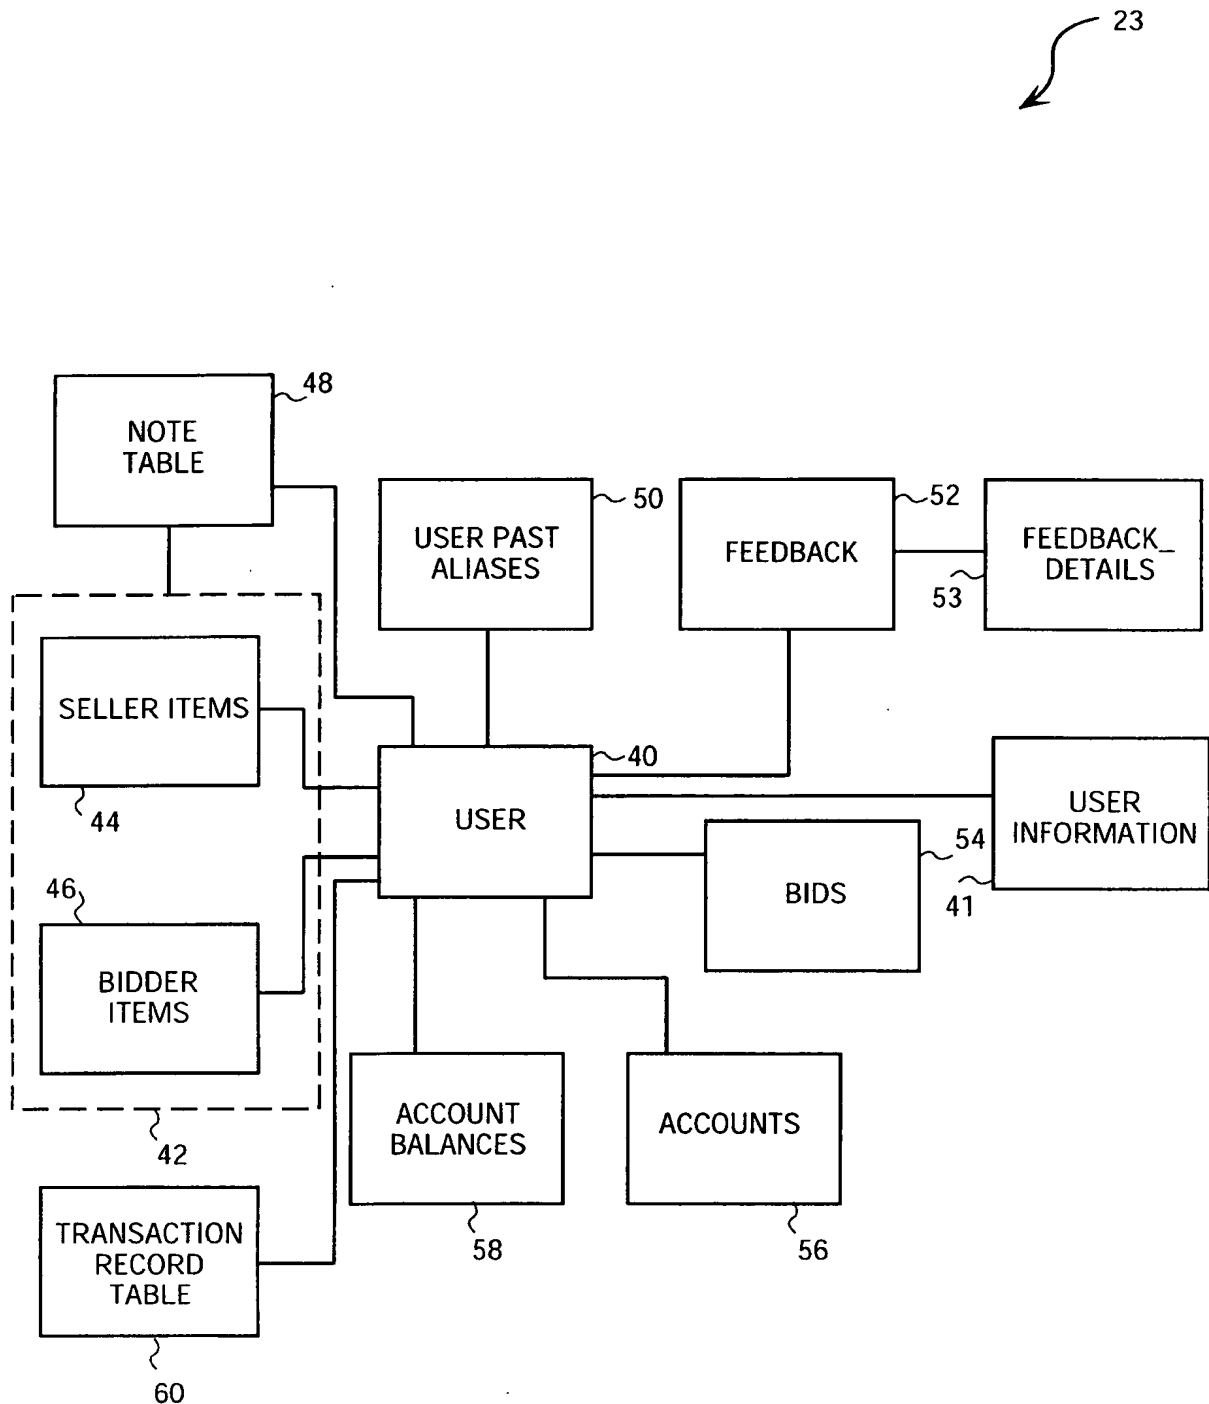 23
48
NOTE
TABLE
50
USER PAST
ALIASES
52
FEEDBACK
FEEDBACK_
DETAILS
53
SELLER ITEMS
44
40
USER
USER
INFORMATION
41
54
BIDS
46
BIDDER
ITEMS
42
ACCOUNT
BALANCES
58
ACCOUNTS
56
TRANSACTION
RECORD
TABLE
60